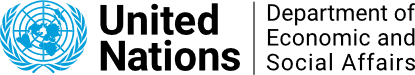 United
Nations
Department of
Economic and
Social Affairs